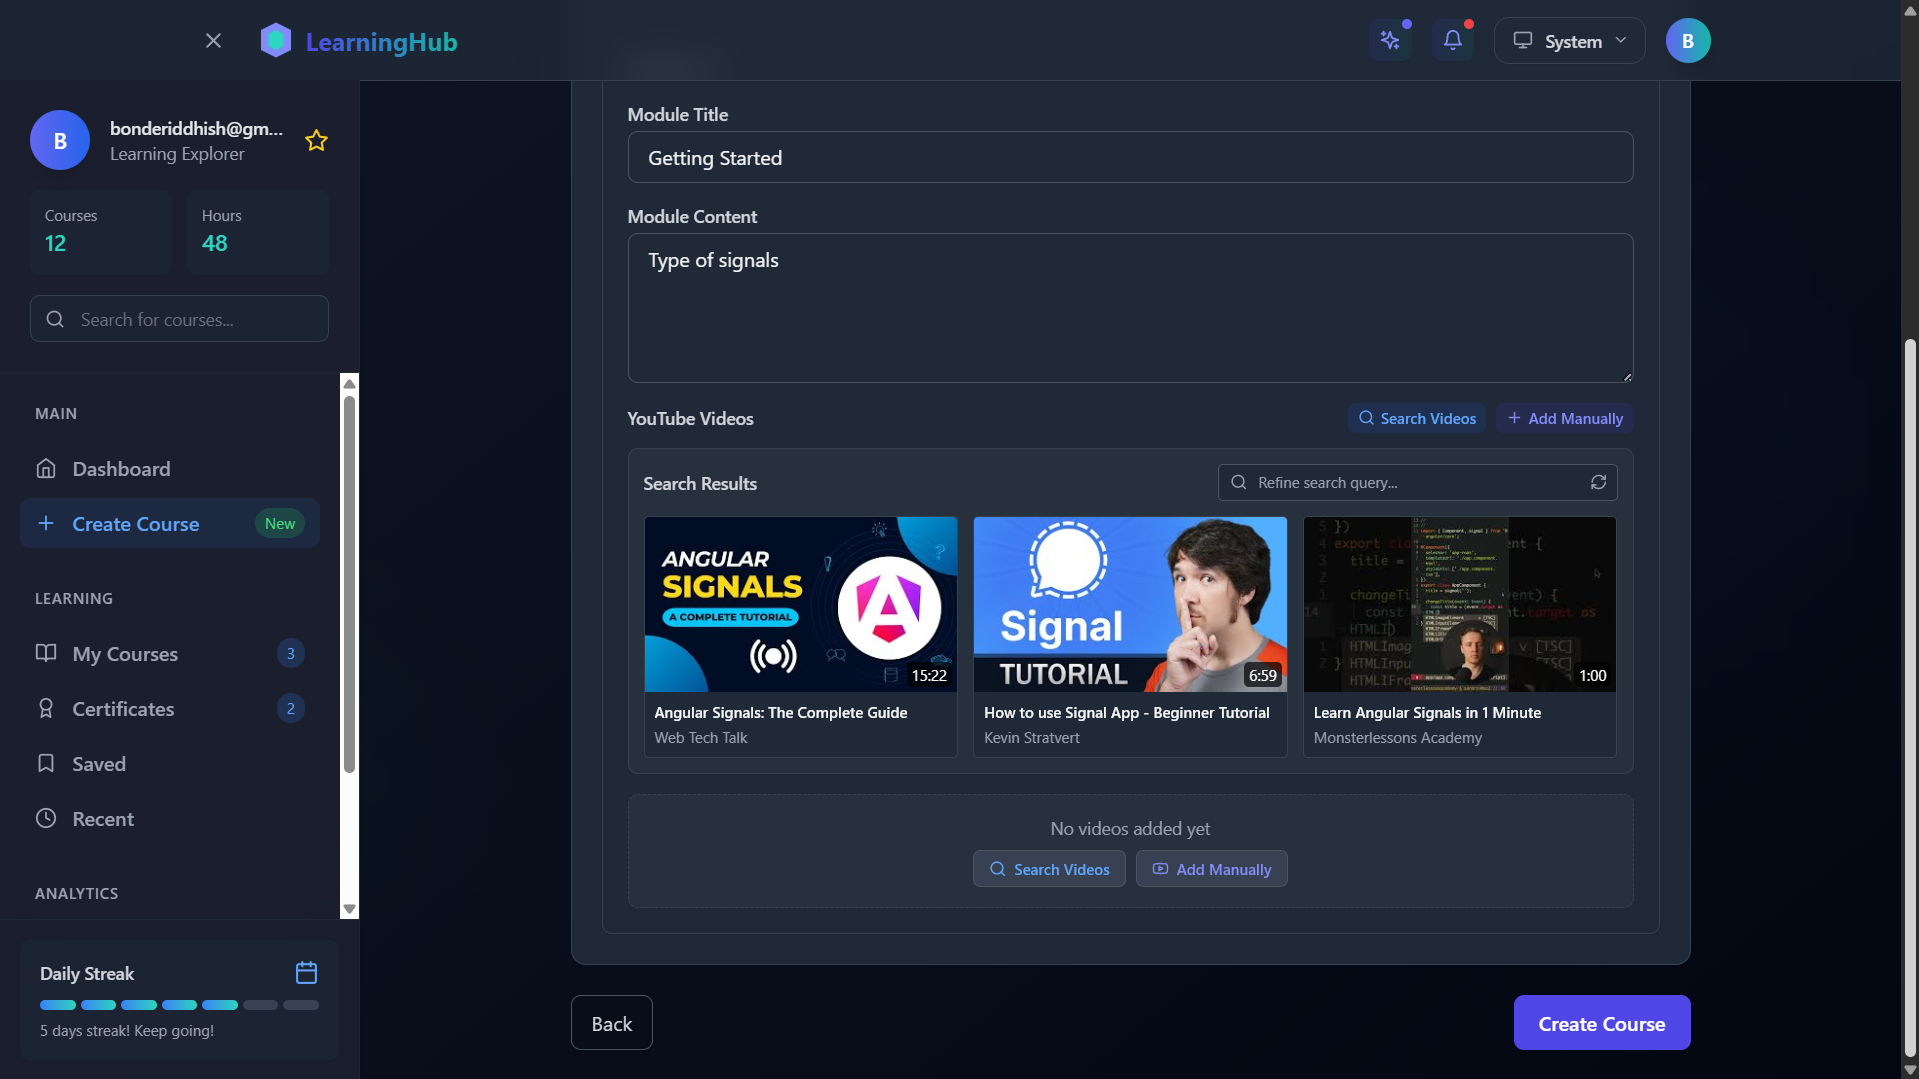 LearningHub
System
B
B
bonderiddhish@gm...
Learning Explorer
Courses
12
Hours
48
Search for courses...
MAIN
Dashboard
Create Course
New
LEARNING
My Courses
3
Certificates
2
Saved
Recent
ANALYTICS
Daily Streak
5 days streak! Keep going!
Module Title
Getting Started
Module Content
Type of signals
YouTube Videos
Search Videos
Add Manually
Search Results
Refine search query...
ANGULAR
SIGNALS
A COMPLETE TUTORIAL
15:22
Angular Signals: The Complete Guide
Web Tech Talk
Signal
TUTORIAL
6:59
How to use Signal App - Beginner Tutorial
Kevin Stratvert
1:00
Learn Angular Signals in 1 Minute
Monsterlessons Academy
No videos added yet
Search Videos
Add Manually
Back
Create Course